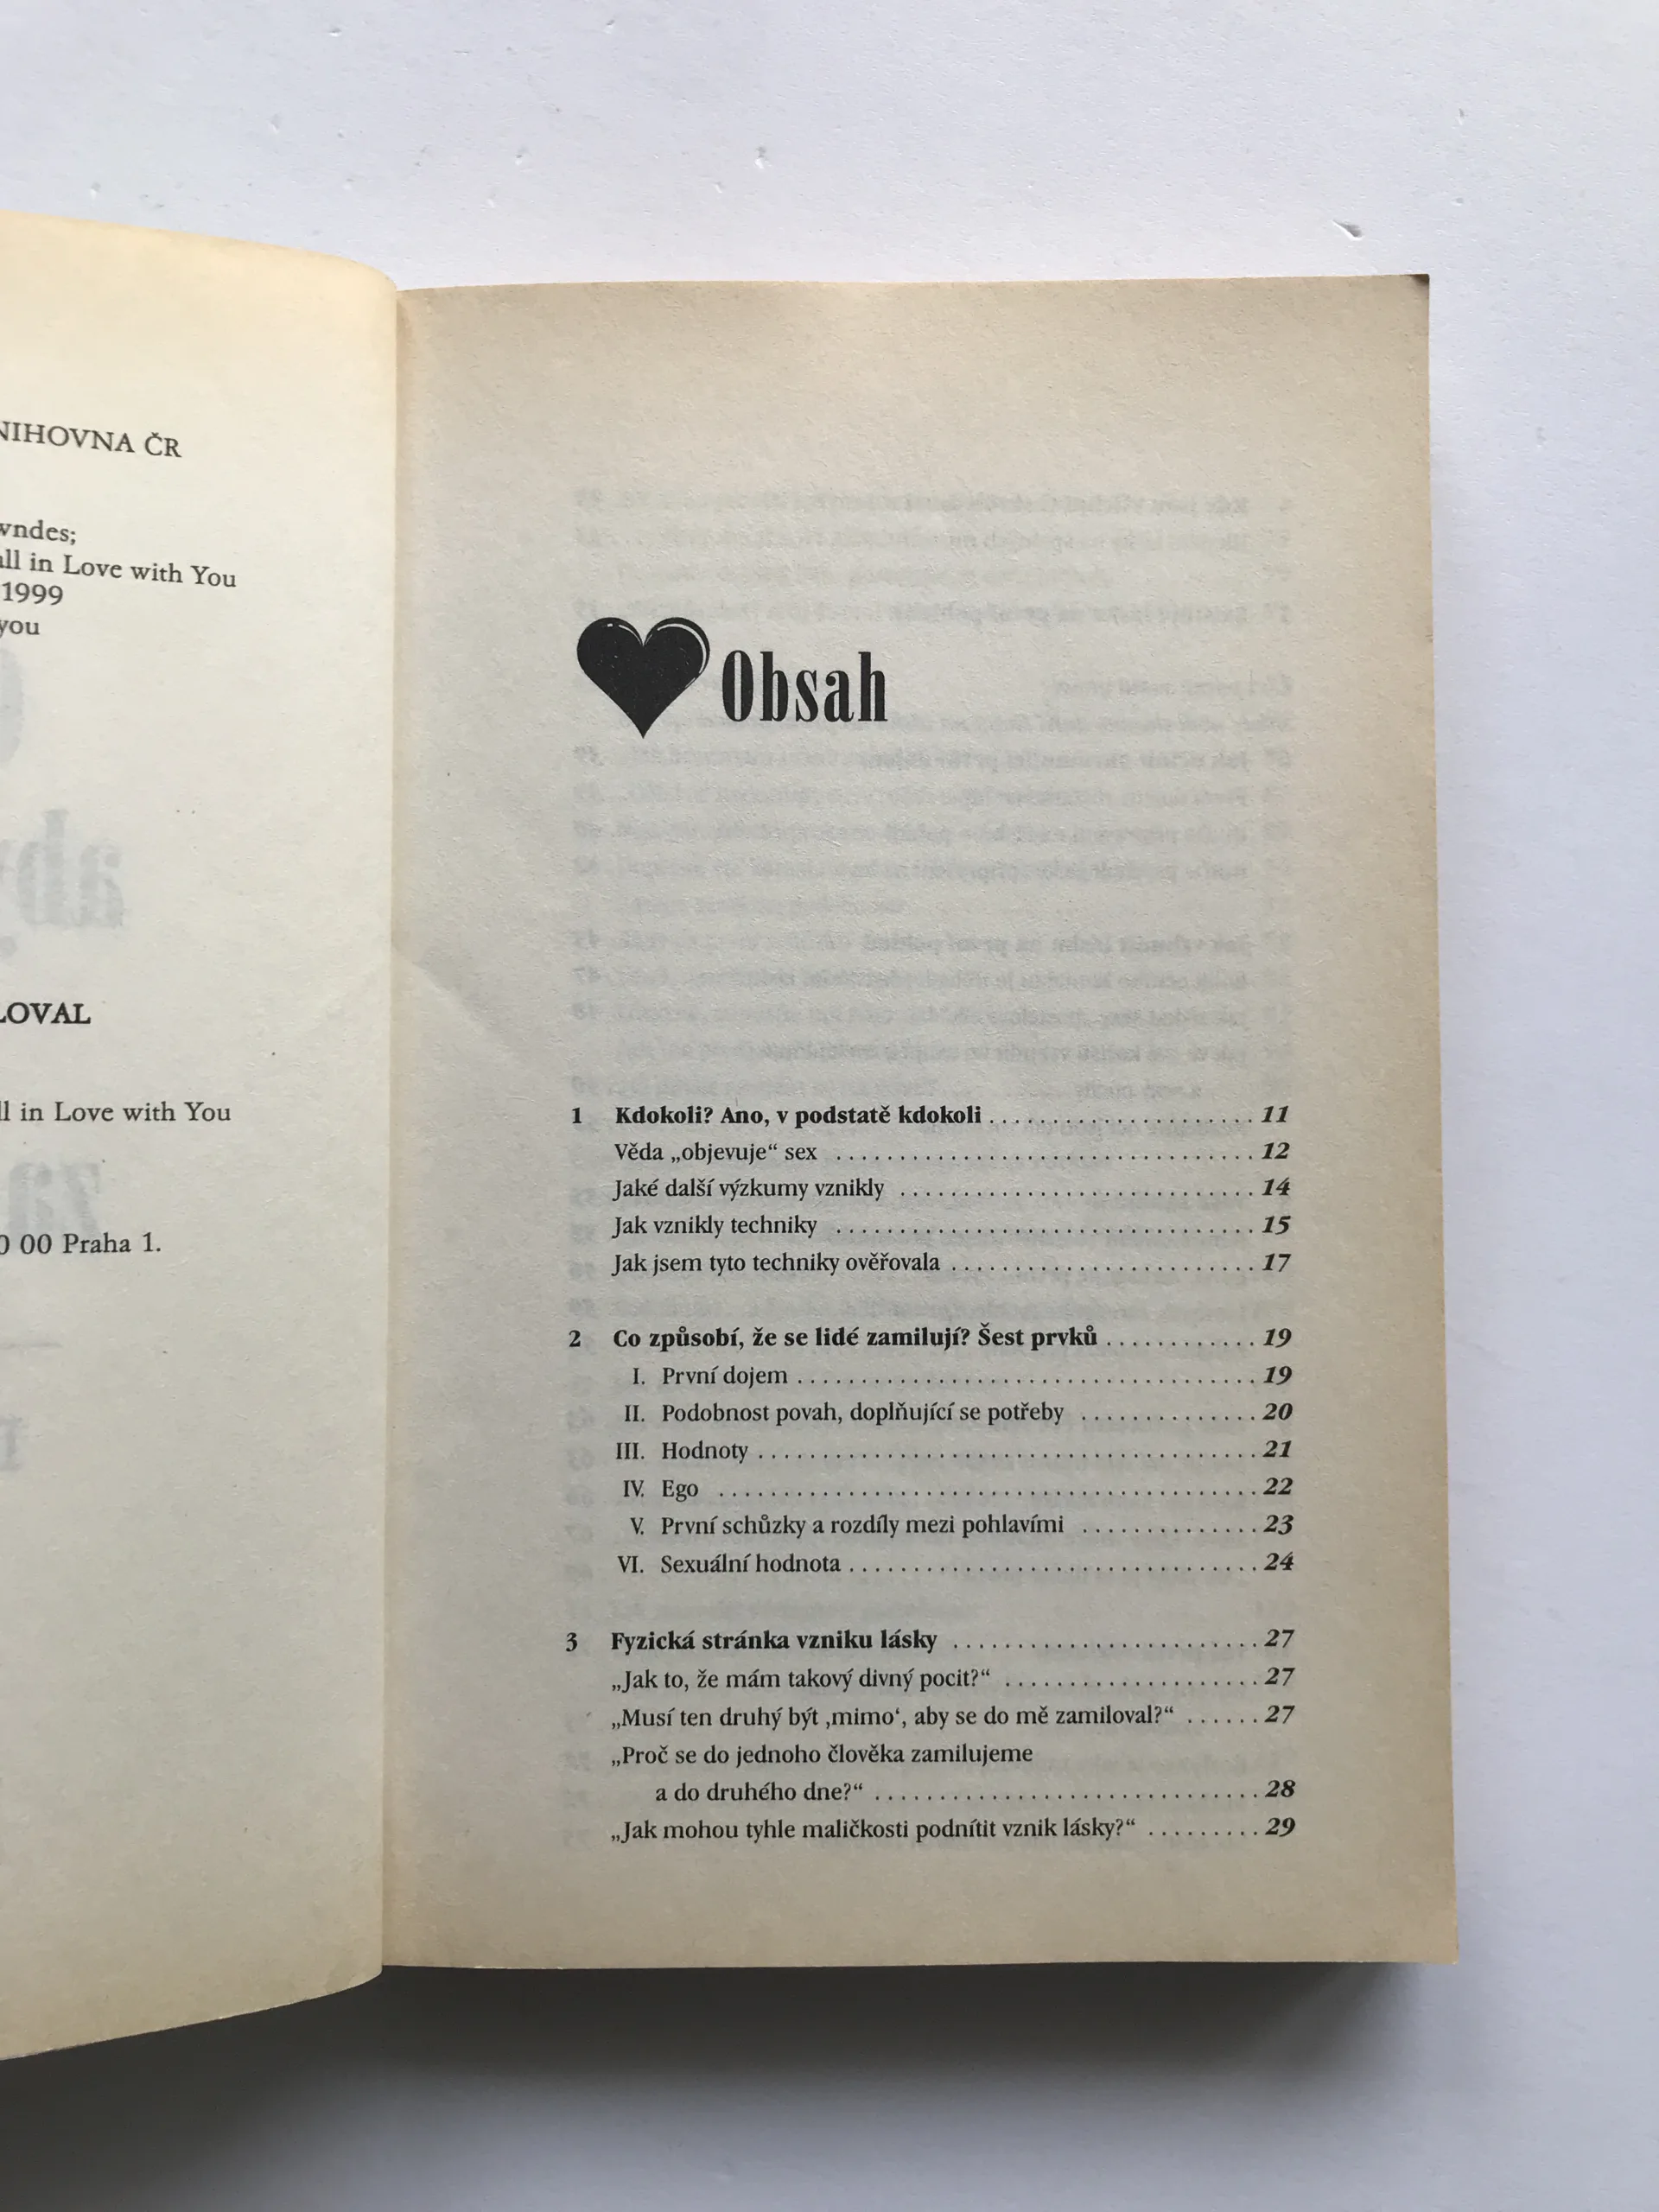 NIHOVNA ČR
wndes;
all in Love with You
1999
you
LOVAL
ll in Love with You
0 00 Praha 1.
Obsah
1 Kdokoli? Ano, v podstatě kdokoli . . . . . . . . . . . . . . . . . . . . . 11
Věda „objevuje“ sex . . . . . . . . . . . . . . . . . . . . . . . . . . . . . . . . . 12
Jaké další výzkumy vznikly . . . . . . . . . . . . . . . . . . . . . . . . . . . . 14
Jak vznikly techniky . . . . . . . . . . . . . . . . . . . . . . . . . . . . . . . . . 15
Jak jsem tyto techniky ověřovala . . . . . . . . . . . . . . . . . . . . . . . . 17
2 Co způsobí, že se lidé zamilují? Šest prvků . . . . . . . . . . . . 19
I. První dojem . . . . . . . . . . . . . . . . . . . . . . . . . . . . . . . . . . . . 19
II. Podobnost povah, doplňující se potřeby . . . . . . . . . . . . . . 20
III. Hodnoty . . . . . . . . . . . . . . . . . . . . . . . . . . . . . . . . . . . . . . . 21
IV. Ego . . . . . . . . . . . . . . . . . . . . . . . . . . . . . . . . . . . . . . . . . . 22
V. První schůzky a rozdíly mezi pohlavími . . . . . . . . . . . . . . 23
VI. Sexuální hodnota . . . . . . . . . . . . . . . . . . . . . . . . . . . . . . . . 24
3 Fyzická stránka vzniku lásky . . . . . . . . . . . . . . . . . . . . . . . . 27
„Jak to, že mám takový divný pocit?“ . . . . . . . . . . . . . . . . . . . . 27
„Musí ten druhý být ‚mimo‘, aby se do mě zamiloval?“ . . . . . . 27
„Proč se do jednoho člověka zamilujeme
a do druhého dne?“ . . . . . . . . . . . . . . . . . . . . . . . . . . . . . . 28
„Jak mohou tyhle maličkosti podnítit vznik lásky?“ . . . . . . . . . 29